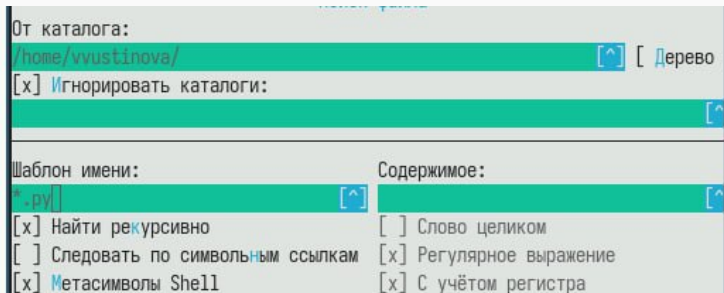 От каталога:
/home/vvustinova/ [^] [ Дерево
[x] Игнорировать каталоги:
[^
Шаблон имени: Содержимое:
*.py [^] [^
[x] Найти рекурсивно [ ] Слово целиком
[ ] Следовать по символьным ссылкам [x] Регулярное выражение
[x] Метасимволы Shell [x] С учётом регистра